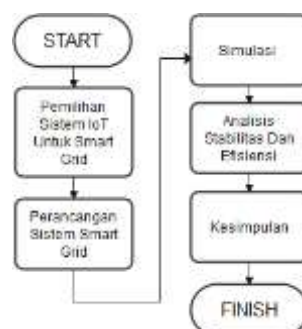 START
Pemilihan
Sistem IoT
Untuk Smart
Grid
Perancangan
Sistem Smart
Grid
Simulasi
Analisis
Stabilitas Dan
Efisiensi
Kesimpulan
FINISH